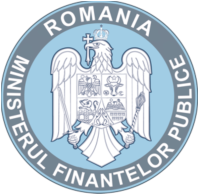 ROMANIA
MINISTERUL FINANTELOR PUBLICE